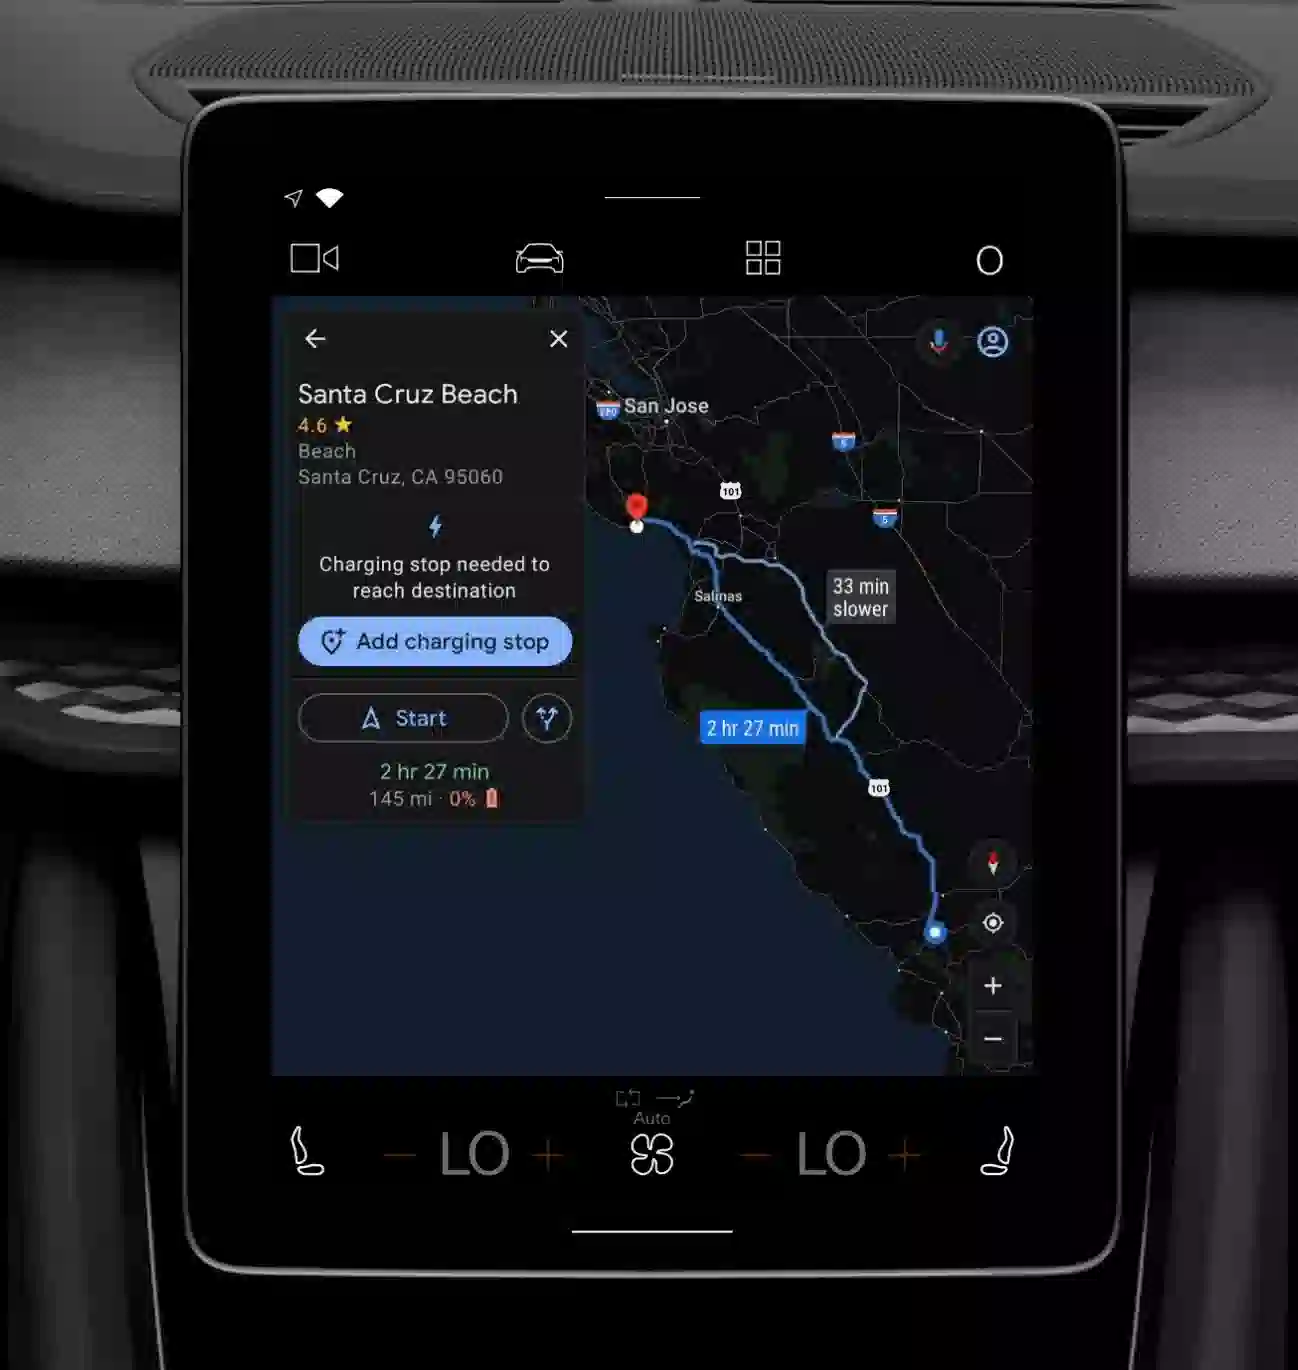 Santa Cruz Beach
4.6
Beach
Santa Cruz, CA 95060
Charging stop needed to
reach destination
Add charging stop
Start
2 hr 27 min
145 mi · 0%
San Jose
5
101
5
33 min
slower
Salinas
2 hr 27 min
101
Auto
LO
LO